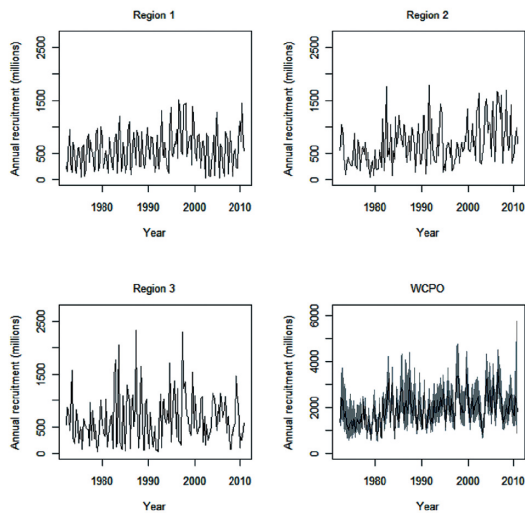 Region 1
Region 2
Annual recruitment (millions)
0 500 1500 2500
1980 1990 2000 2010
Year
Annual recruitment (millions)
0 500 1500 2500
1980 1990 2000 2010
Year
Region 3
WCPO
Annual recruitment (millions)
0 500 1500 2500
1980 1990 2000 2010
Year
Annual recruitment (millions)
0 1000 2000 4000 6000
1980 1990 2000 2010
Year